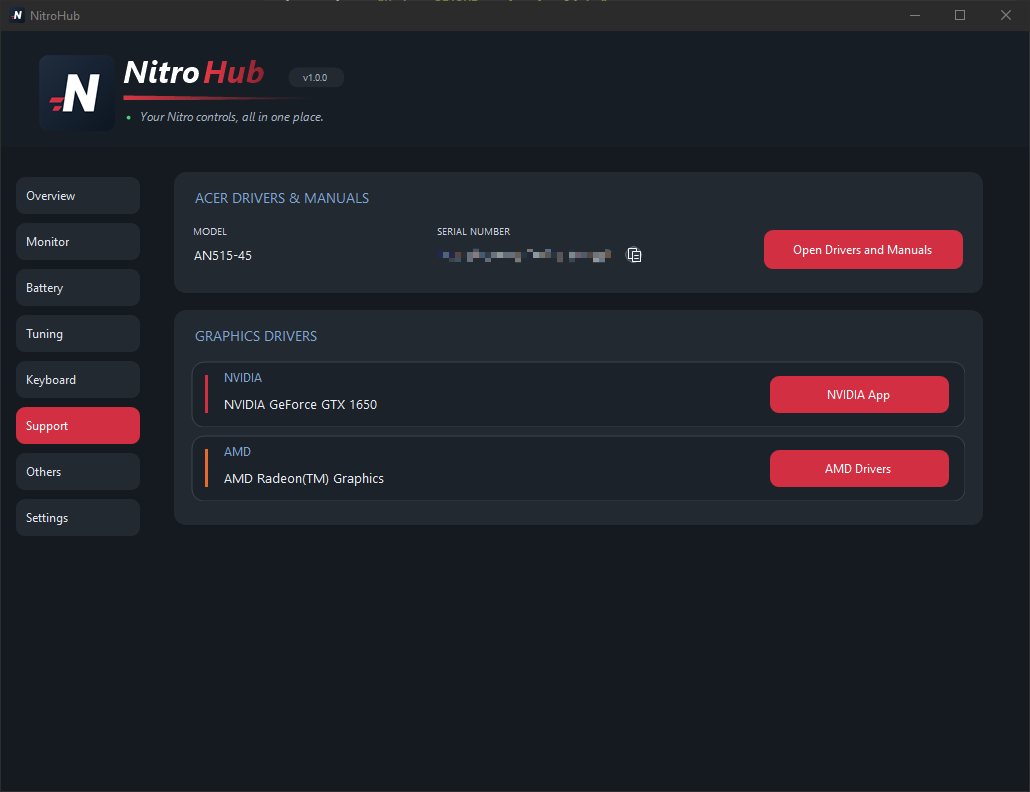 NitroHub
N
NitroHub v1.0.0
Your Nitro controls, all in one place.
Overview
Monitor
Battery
Tuning
Keyboard
Support
Others
Settings
ACER DRIVERS & MANUALS
MODEL
AN515-45
SERIAL NUMBER
Open Drivers and Manuals
GRAPHICS DRIVERS
NVIDIA
NVIDIA GeForce GTX 1650
NVIDIA App
AMD
AMD Radeon(TM) Graphics
AMD Drivers